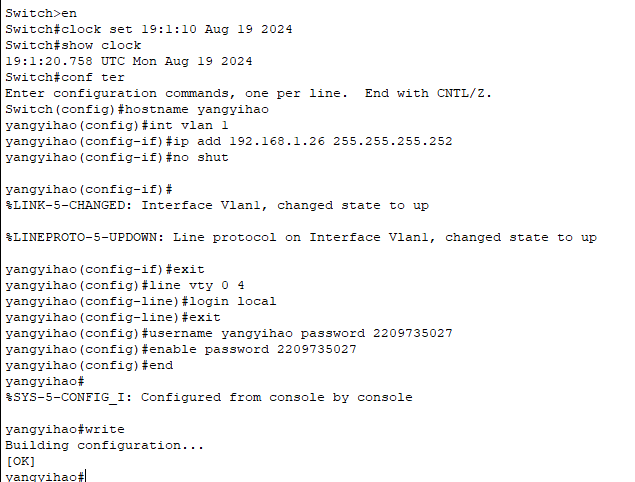 Switch>en
Switch#clock set 19:1:10 Aug 19 2024
Switch#show clock
19:1:20.758 UTC Mon Aug 19 2024
Switch#conf ter
Enter configuration commands, one per line.  End with CNTL/Z.
Switch(config)#hostname yangyihao
yangyihao(config)#int vlan 1
yangyihao(config-if)#ip add 192.168.1.26 255.255.255.252
yangyihao(config-if)#no shut
yangyihao(config-if)#
%LINK-5-CHANGED: Interface Vlan1, changed state to up
%LINEPROTO-5-UPDOWN: Line protocol on Interface Vlan1, changed state to up
yangyihao(config-if)#exit
yangyihao(config)#line vty 0 4
yangyihao(config-line)#login local
yangyihao(config-line)#exit
yangyihao(config)#username yangyihao password 2209735027
yangyihao(config)#enable password 2209735027
yangyihao(config)#end
yangyihao#
%SYS-5-CONFIG_I: Configured from console by console
yangyihao#write
Building configuration...
[OK]
yangyihao#